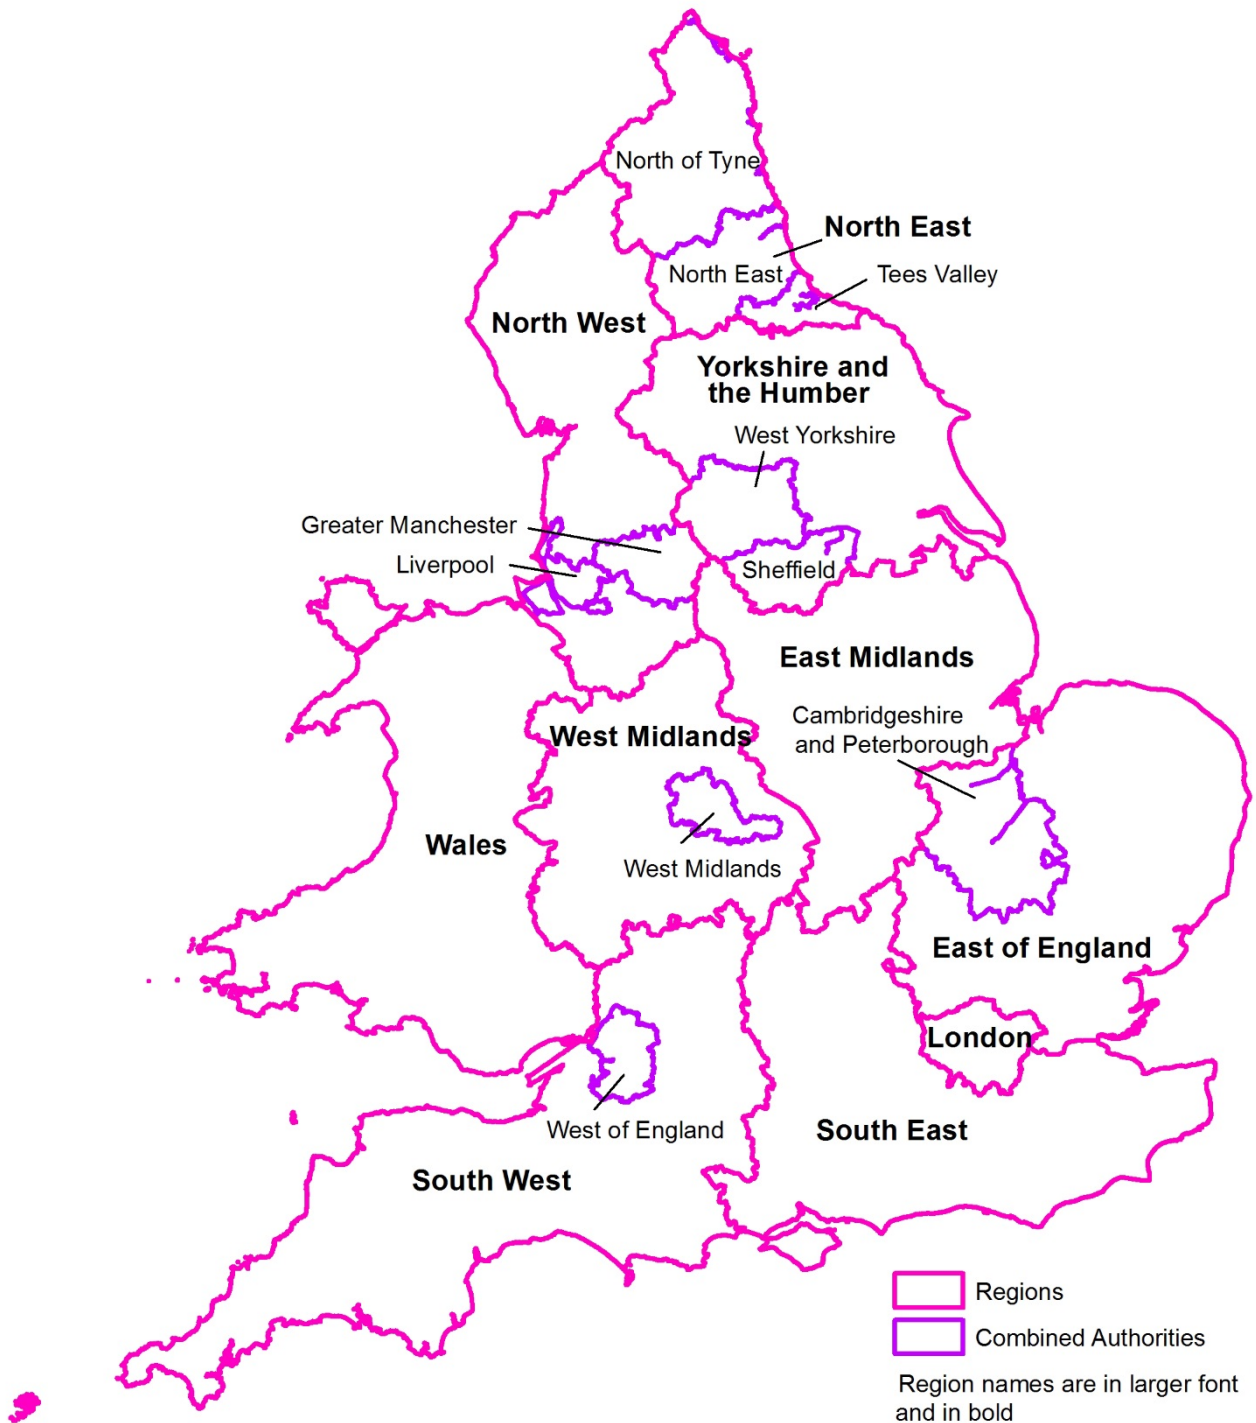 North of Tyne
North East
North East
Tees Valley
North West
Yorkshire and
the Humber
West Yorkshire
Greater Manchester
Liverpool
Sheffield
East Midlands
Cambridgeshire
and Peterborough
West Midlands
Wales
West Midlands
East of England
London
West of England
South East
South West
Regions
Combined Authorities
Region names are in larger font
and in bold